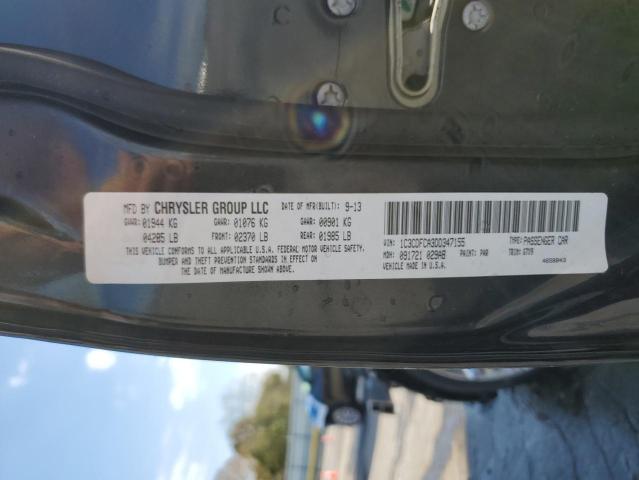 MFD BY CHRYSLER GROUP LLC DATE OF MFR(BUILT): 9-13
GVWR: 01944 KG GAWR: 01076 KG GAWR: 00901 KG
04285 LB FRONT: 02370 LB REAR: 01985 LB
THIS VEHICLE CONFORMS TO ALL APPLICABLE U.S.A. FEDERAL MOTOR VEHICLE SAFETY,
BUMPER AND THEFT PREVENTION STANDARDS IN EFFECT ON
THE DATE OF MANUFACTURE SHOWN ABOVE.
VIN: 1C3CDFCA3DD347155 TYPE: PASSENGER CAR
MDH: 091721 029AB PAINT: PAR TRIM:
MADE IN U.S.A.